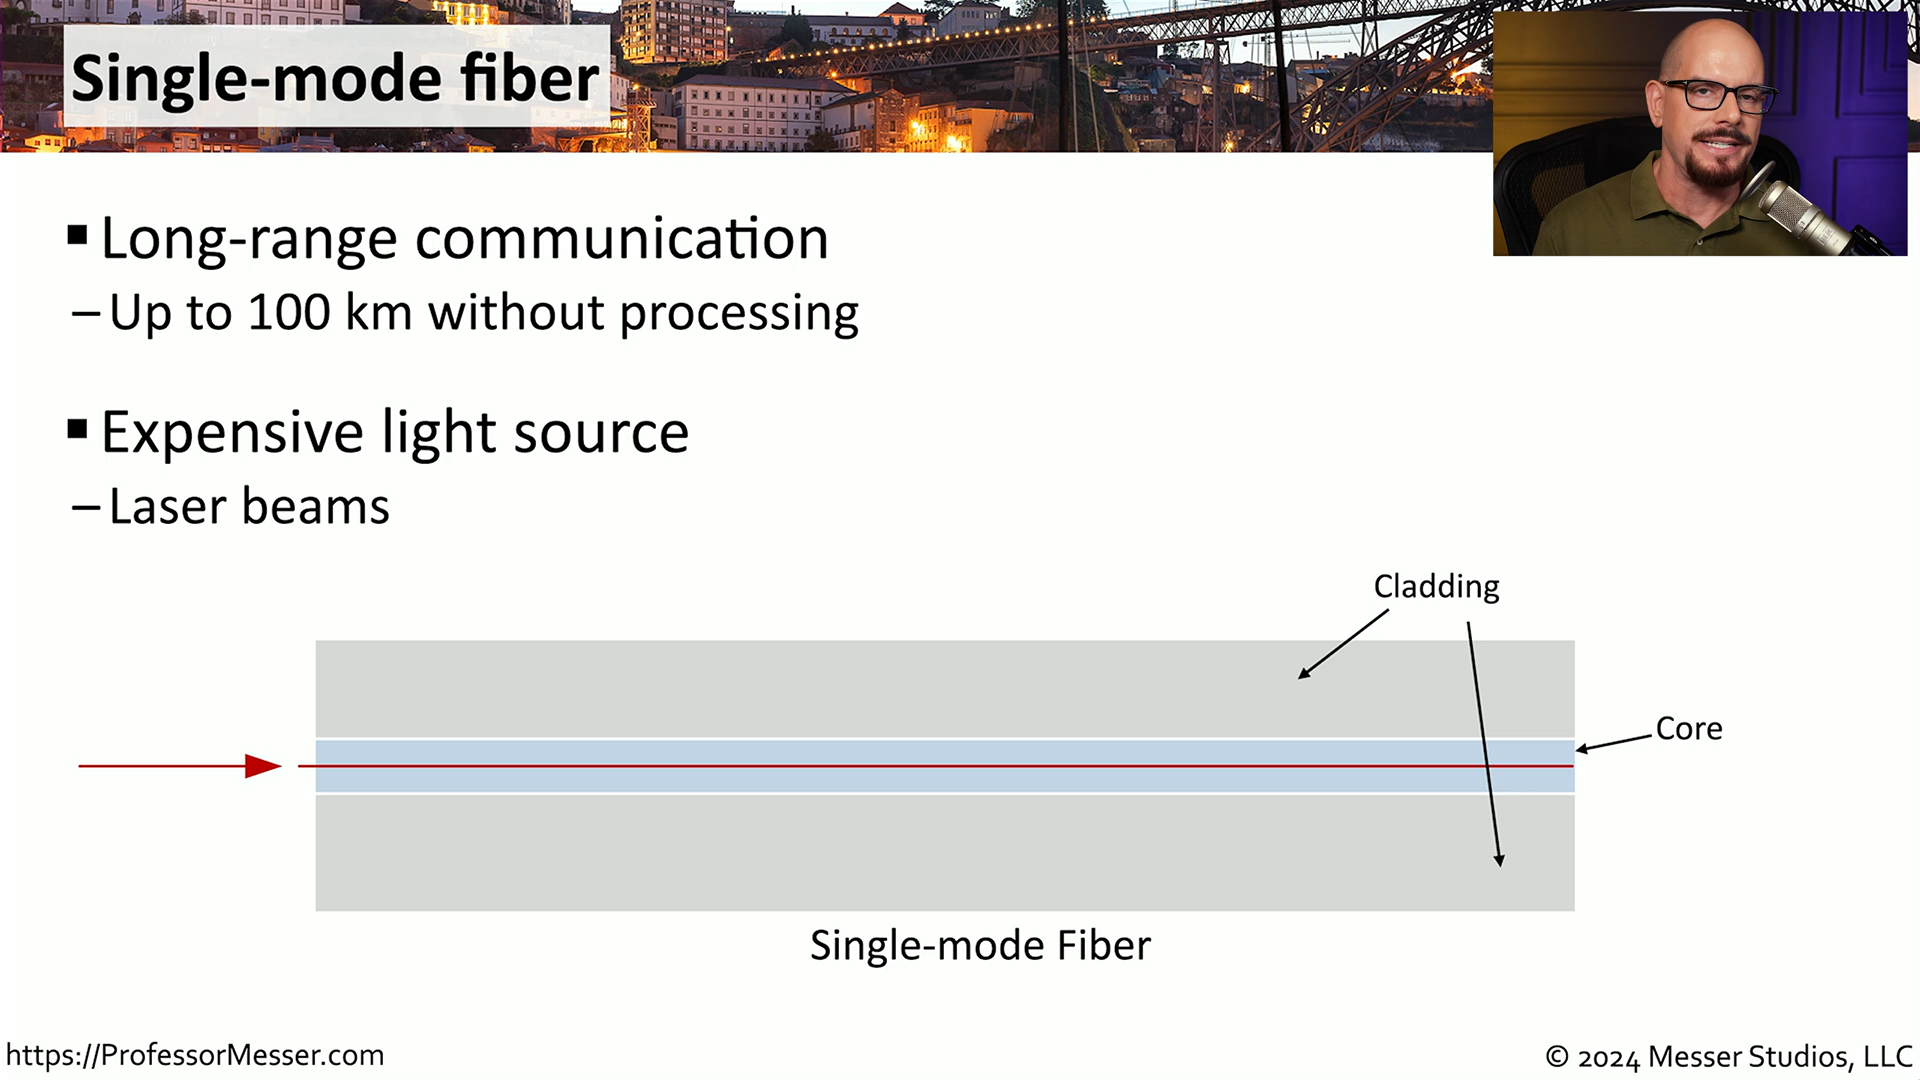 Single-mode fiber
▪ Long-range communication
– Up to 100 km without processing
▪ Expensive light source
– Laser beams
Cladding
Core
Single-mode Fiber
https://ProfessorMesser.com
© 2024 Messer Studios, LLC